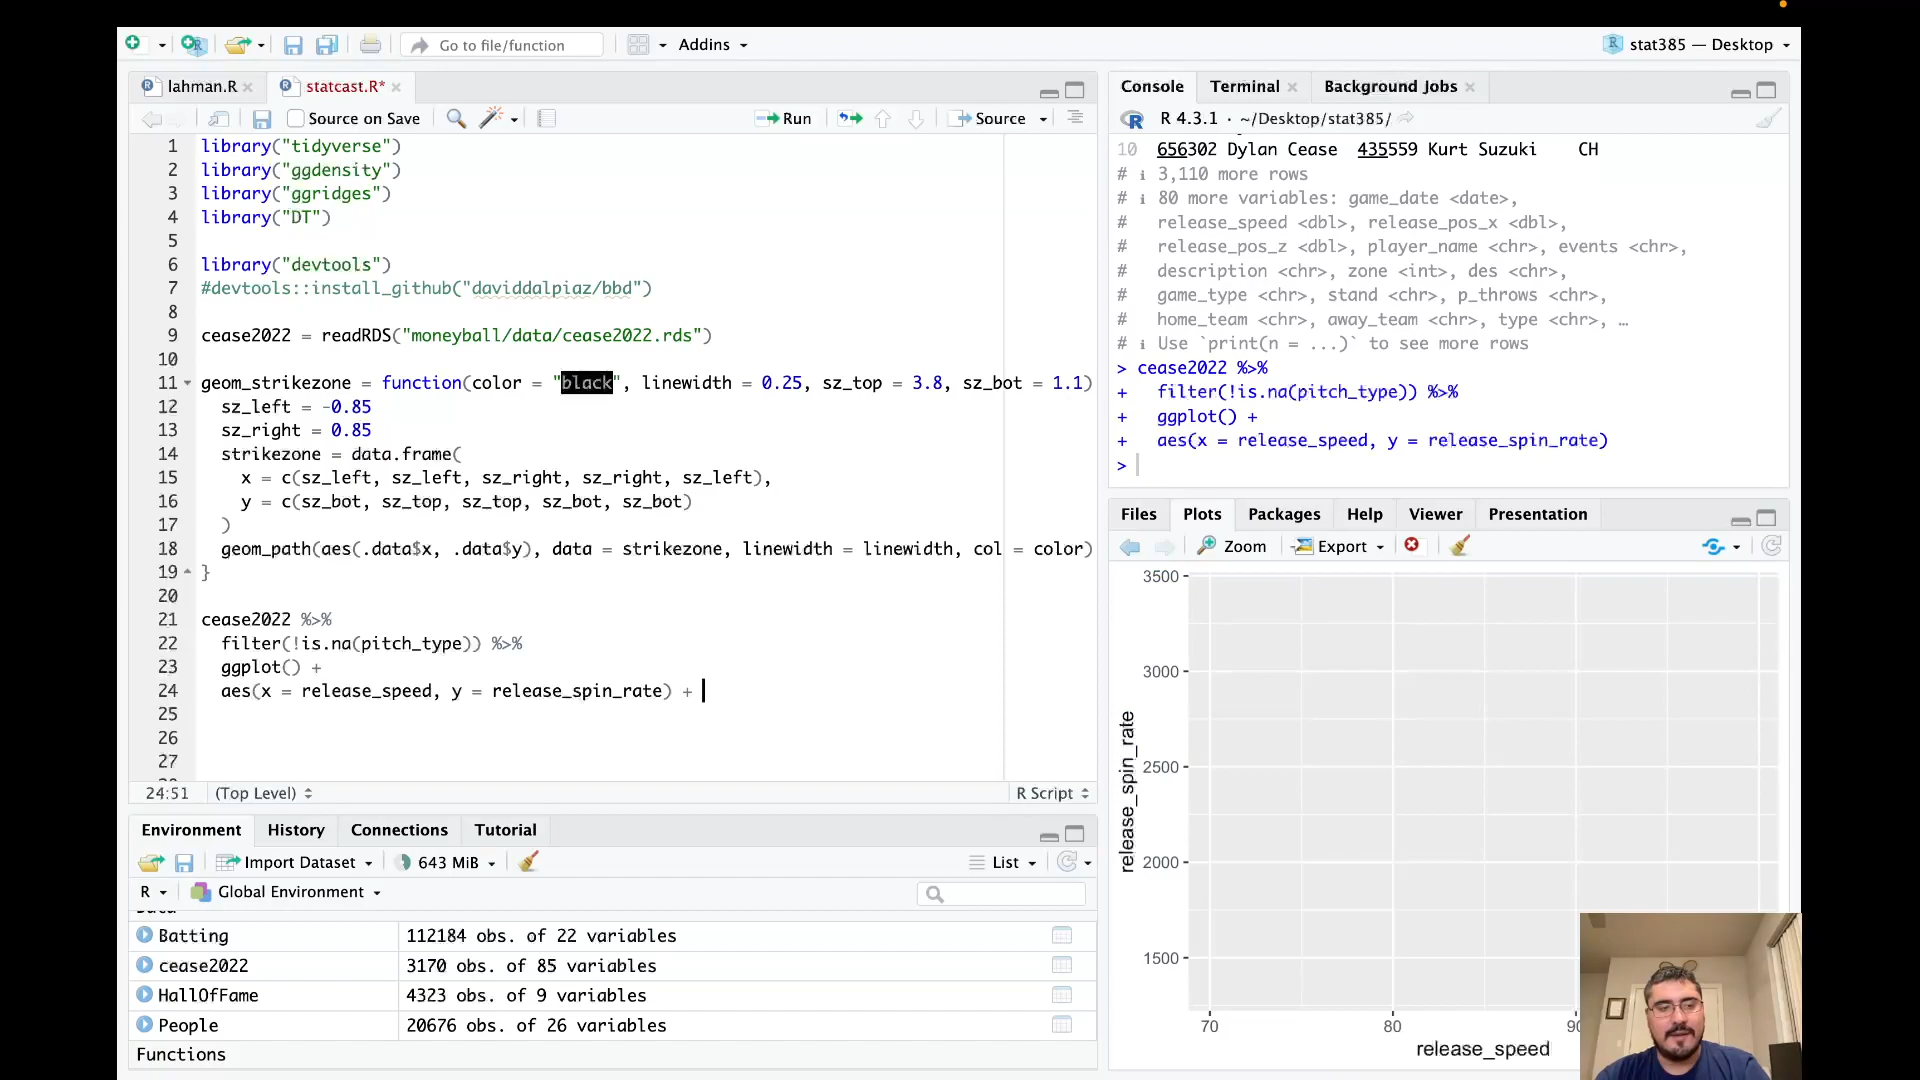 Go to file/function
Addins
stat385 — Desktop
lahman.R
statcast.R*
Source on Save
Run
Source
1 library("tidyverse")
2 library("ggdensity")
3 library("ggridges")
4 library("DT")
5
6 library("devtools")
7 #devtools::install_github("daviddalpiaz/bbd")
8
9 cease2022 = readRDS("moneyball/data/cease2022.rds")
10
11 geom_strikezone = function(color = "black", linewidth = 0.25, sz_top = 3.8, sz_bot = 1.1)
12 sz_left = -0.85
13 sz_right = 0.85
14 strikezone = data.frame(
15 x = c(sz_left, sz_left, sz_right, sz_right, sz_left),
16 y = c(sz_bot, sz_top, sz_top, sz_bot, sz_bot)
17 )
18 geom_path(aes(.data$x, .data$y), data = strikezone, linewidth = linewidth, col = color)
19 }
20
21 cease2022 %>%
22 filter(!is.na(pitch_type)) %>%
23 ggplot() +
24 aes(x = release_speed, y = release_spin_rate) +
25
26
27
24:51 (Top Level) R Script
Environment History Connections Tutorial
Import Dataset 643 MiB List
R Global Environment
Data
Batting 112184 obs. of 22 variables
cease2022 3170 obs. of 85 variables
HallOfFame 4323 obs. of 9 variables
People 20676 obs. of 26 variables
Functions
Console Terminal Background Jobs
R 4.3.1 · ~/Desktop/stat385/
10 656302 Dylan Cease 435559 Kurt Suzuki CH
# ℹ 3,110 more rows
# ℹ 80 more variables: game_date <date>,
# release_speed <dbl>, release_pos_x <dbl>,
# release_pos_z <dbl>, player_name <chr>, events <chr>,
# description <chr>, zone <int>, des <chr>,
# game_type <chr>, stand <chr>, p_throws <chr>,
# home_team <chr>, away_team <chr>, type <chr>, …
# ℹ Use `print(n = ...)` to see more rows
> cease2022 %>%
+ filter(!is.na(pitch_type)) %>%
+ ggplot() +
+ aes(x = release_speed, y = release_spin_rate)
>
Files Plots Packages Help Viewer Presentation
Zoom Export
3500
3000
2500
2000
1500
release_spin_rate
70 80 90
release_speed